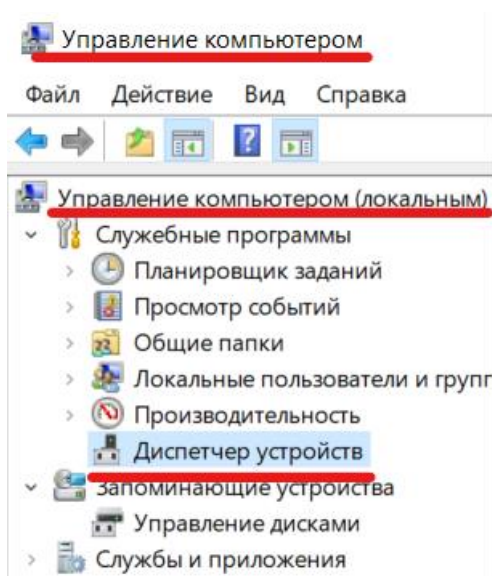 Управление компьютером
Файл Действие Вид Справка
Управление компьютером (локальным)
Служебные программы
Планировщик заданий
Просмотр событий
Общие папки
Локальные пользователи и групп
Производительность
Диспетчер устройств
Запоминающие устройства
Управление дисками
Службы и приложения